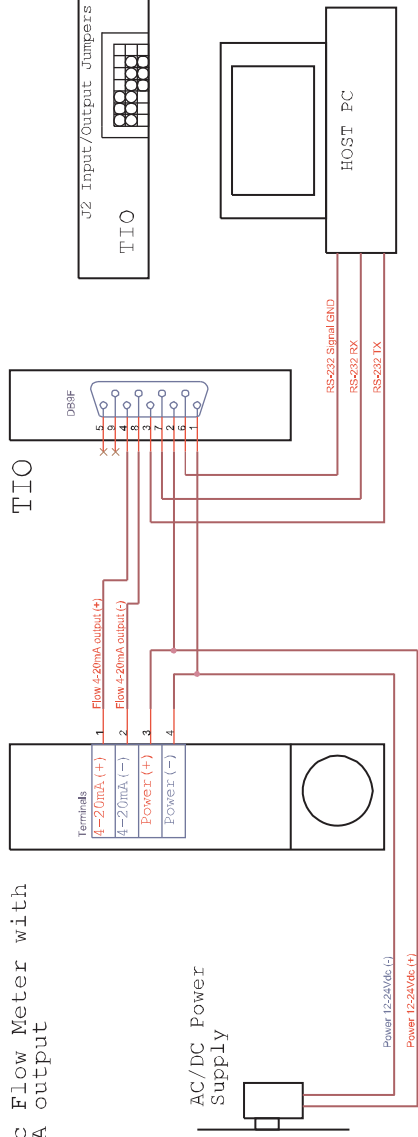 c Flow Meter with
A output
AC/DC Power
Supply
Power 12-24Vdc (-)
Power 12-24Vdc (+)
Terminals
4-20mA (+)
4-20mA (-)
Power (+)
Power (-)
1
2
3
4
Flow 4-20mA output (+)
Flow 4-20mA output (-)
TIO
DB9F
5
9
4
8
3
7
2
6
1
RS-232 Signal GND
RS-232 RX
RS-232 TX
J2 Input/Output Jumpers
TIO
HOST PC